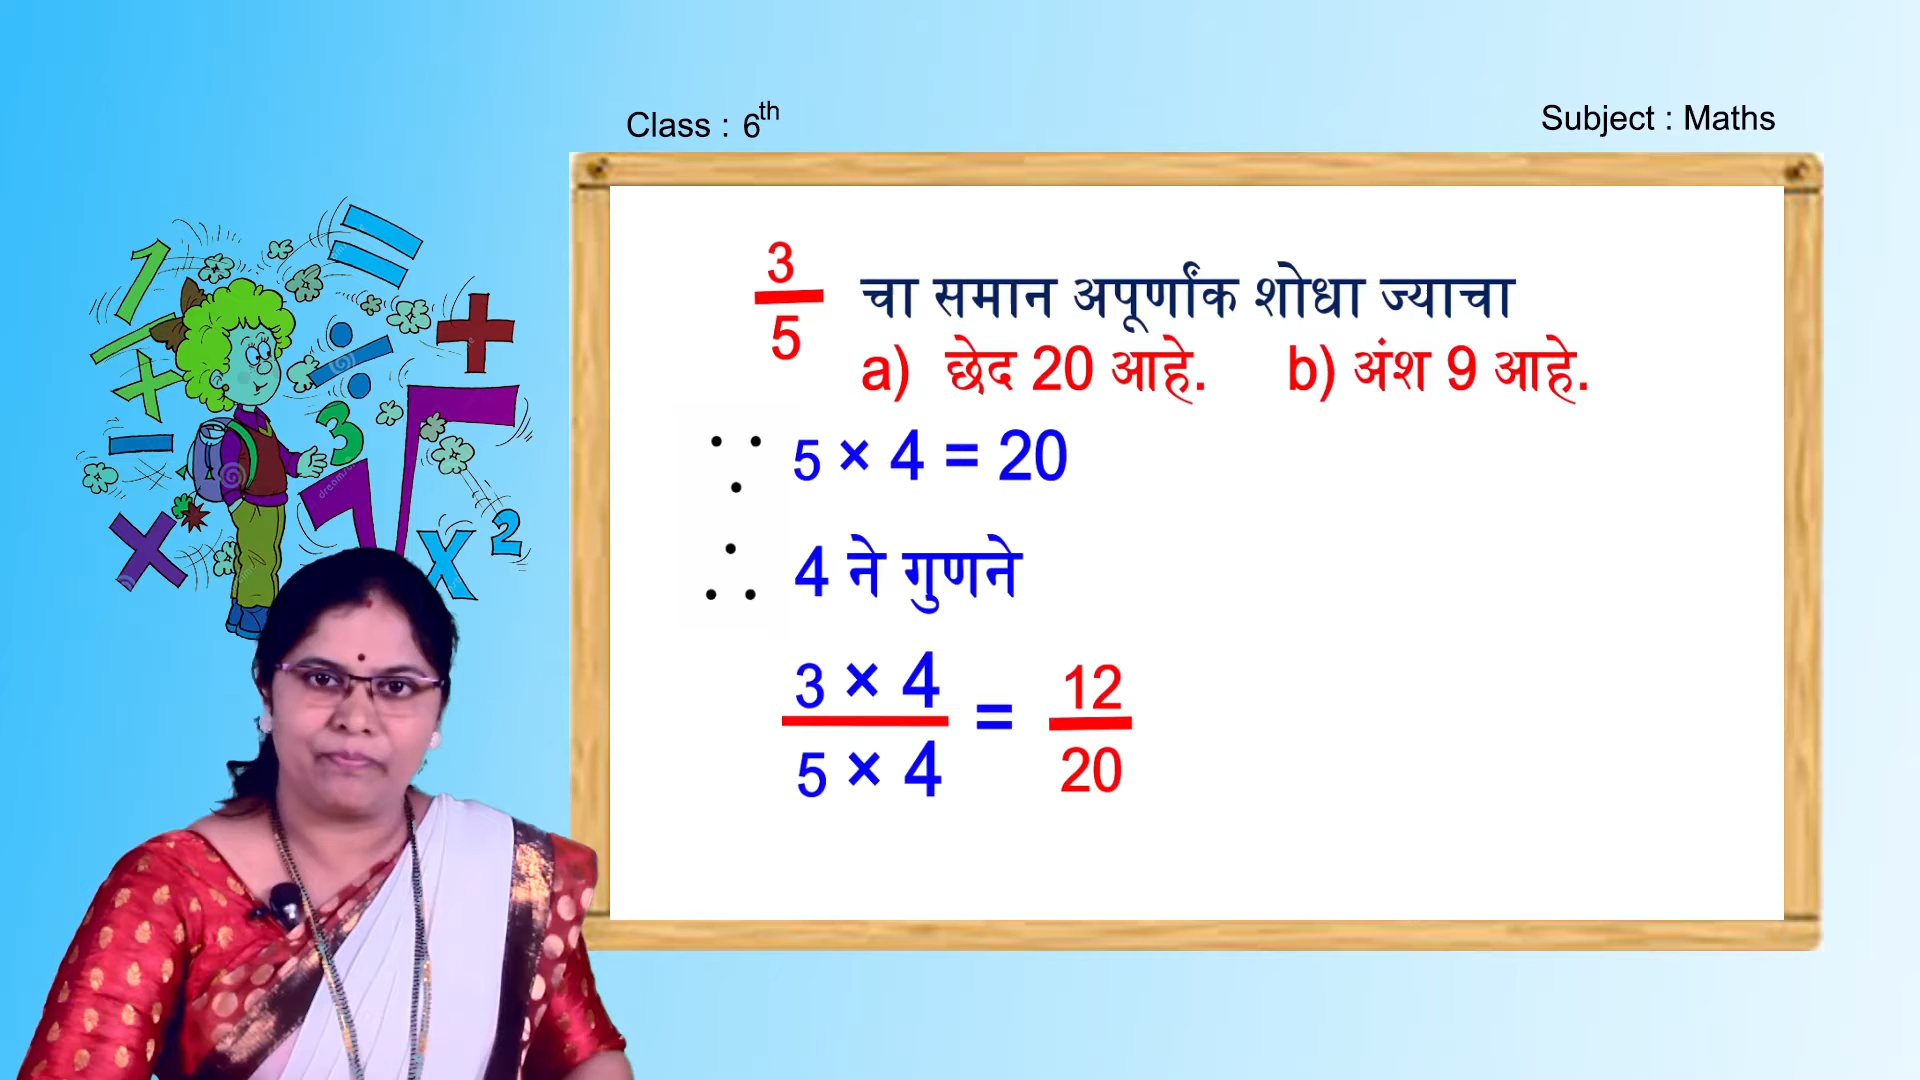 Class : 6th
Subject : Maths
3/5 चा समान अपूर्णांक शोधा ज्याचा
a) छेद 20 आहे. b) अंश 9 आहे.
∵ 5 × 4 = 20
∴ 4 ने गुणने
3 × 4 / 5 × 4 = 12/20